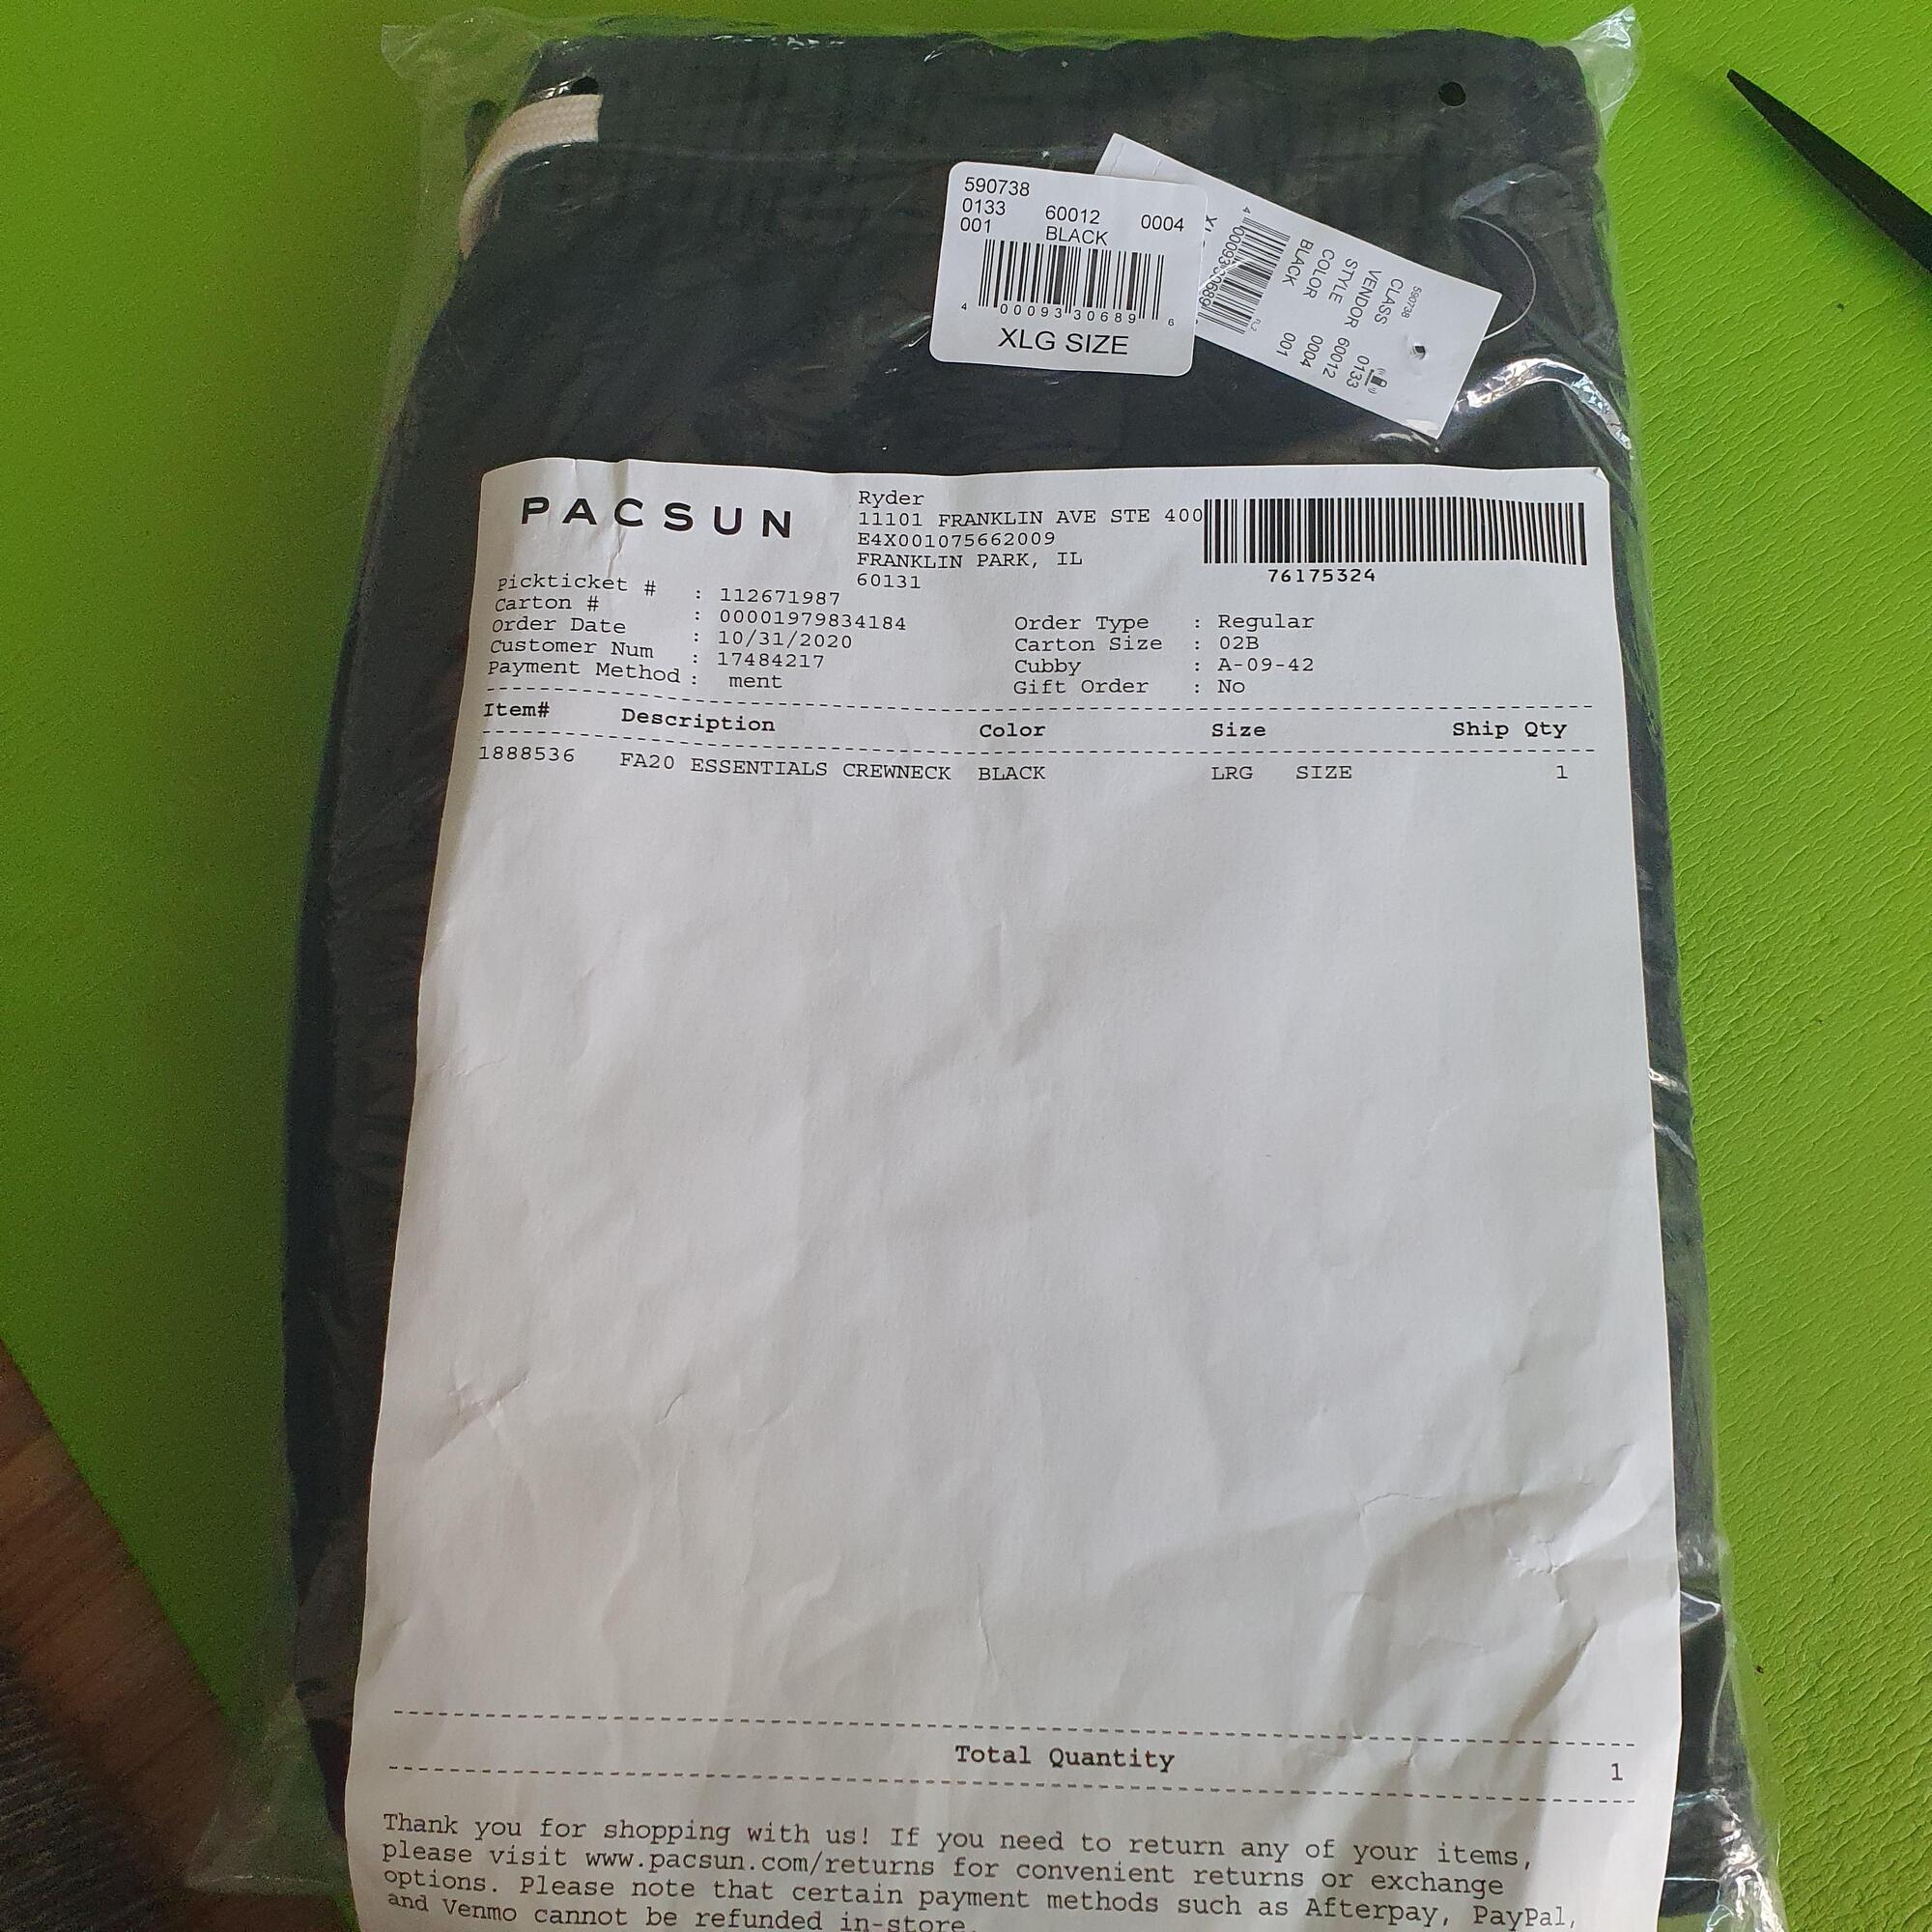 590738
0133 60012 0004
001 BLACK
4 00093 30689 6
XLG SIZE
590738
CLASS 0133
VENDOR 60012
STYLE 0004
COLOR 001
BLACK
4
PACSUN
Ryder
11101 FRANKLIN AVE STE 400
E4X001075662009
FRANKLIN PARK, IL
60131
76175324
Pickticket # : 112671987
Carton # : 00001979834184
Order Date : 10/31/2020
Customer Num : 17484217
Payment Method : ment
Order Type : Regular
Carton Size : 02B
Cubby : A-09-42
Gift Order : No
Item# Description Color Size Ship Qty
1888536 FA20 ESSENTIALS CREWNECK BLACK LRG SIZE 1
Total Quantity 1
Thank you for shopping with us! If you need to return any of your items,
please visit www.pacsun.com/returns for convenient returns or exchange
options. Please note that certain payment methods such as Afterpay, PayPal,
and Venmo cannot be refunded in-store.